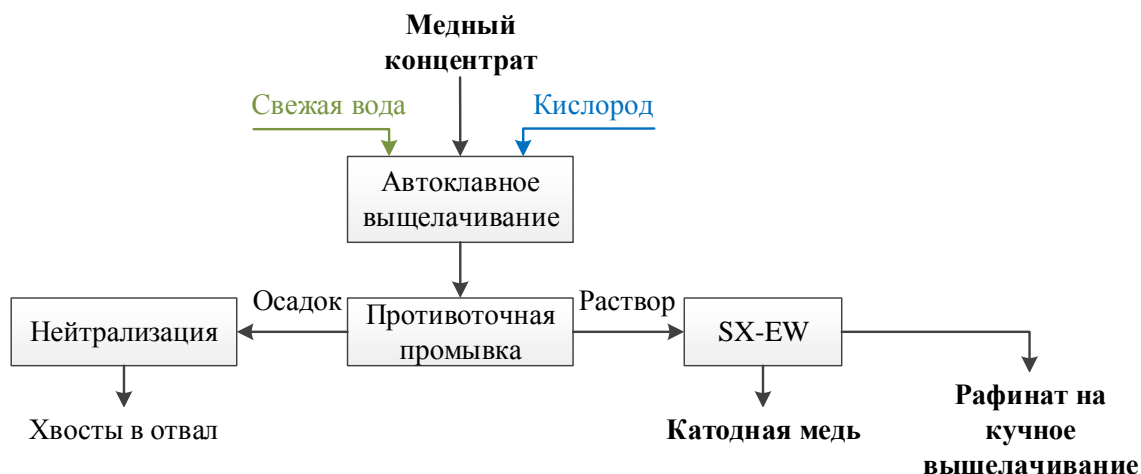 Медный
концентрат
Свежая вода
Кислород
Автоклавное
выщелачивание
Осадок
Раствор
Нейтрализация
Противоточная
промывка
SX-EW
Хвосты в отвал
Катодная медь
Рафинат на
кучное
вышелачивание